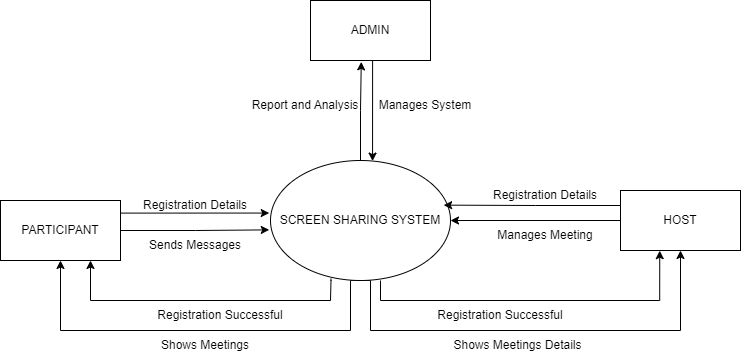 ADMIN
Report and Analysis
Manages System
Registration Details
Registration Details
PARTICIPANT
SCREEN SHARING SYSTEM
HOST
Sends Messages
Manages Meeting
Registration Successful
Registration Successful
Shows Meetings
Shows Meetings Details